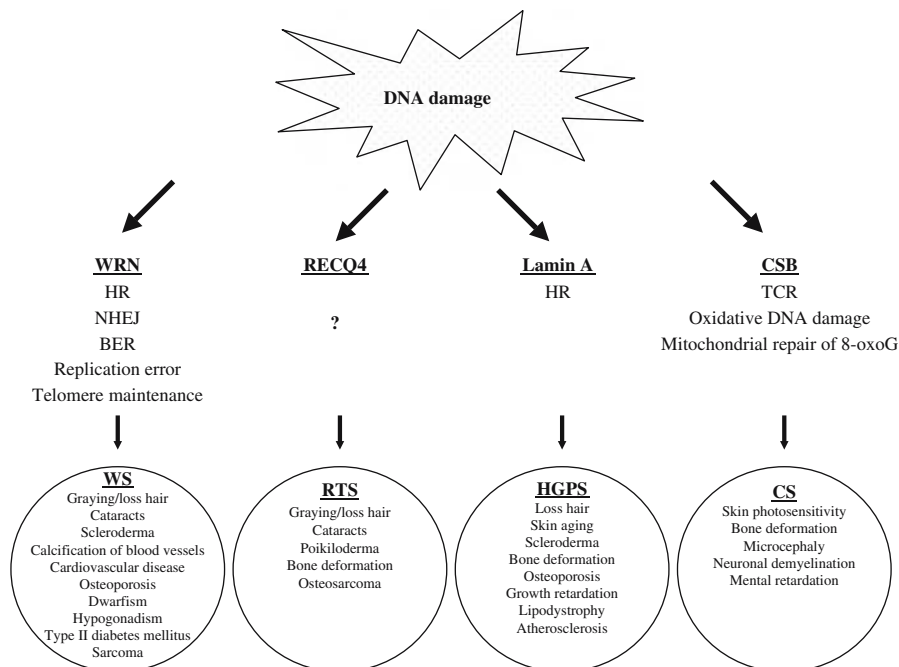 DNA damage
WRN
HR
NHEJ
BER
Replication error
Telomere maintenance
RECQ4
?
Lamin A
HR
CSB
TCR
Oxidative DNA damage
Mitochondrial repair of 8-oxoG
WS
Graying/loss hair
Cataracts
Scleroderma
Calcification of blood vessels
Cardiovascular disease
Osteoporosis
Dwarfism
Hypogonadism
Type II diabetes mellitus
Sarcoma
RTS
Graying/loss hair
Cataracts
Poikiloderma
Bone deformation
Osteosarcoma
HGPS
Loss hair
Skin aging
Scleroderma
Bone deformation
Osteoporosis
Growth retardation
Lipodystrophy
Atherosclerosis
CS
Skin photosensitivity
Bone deformation
Microcephaly
Neuronal demyelination
Mental retardation